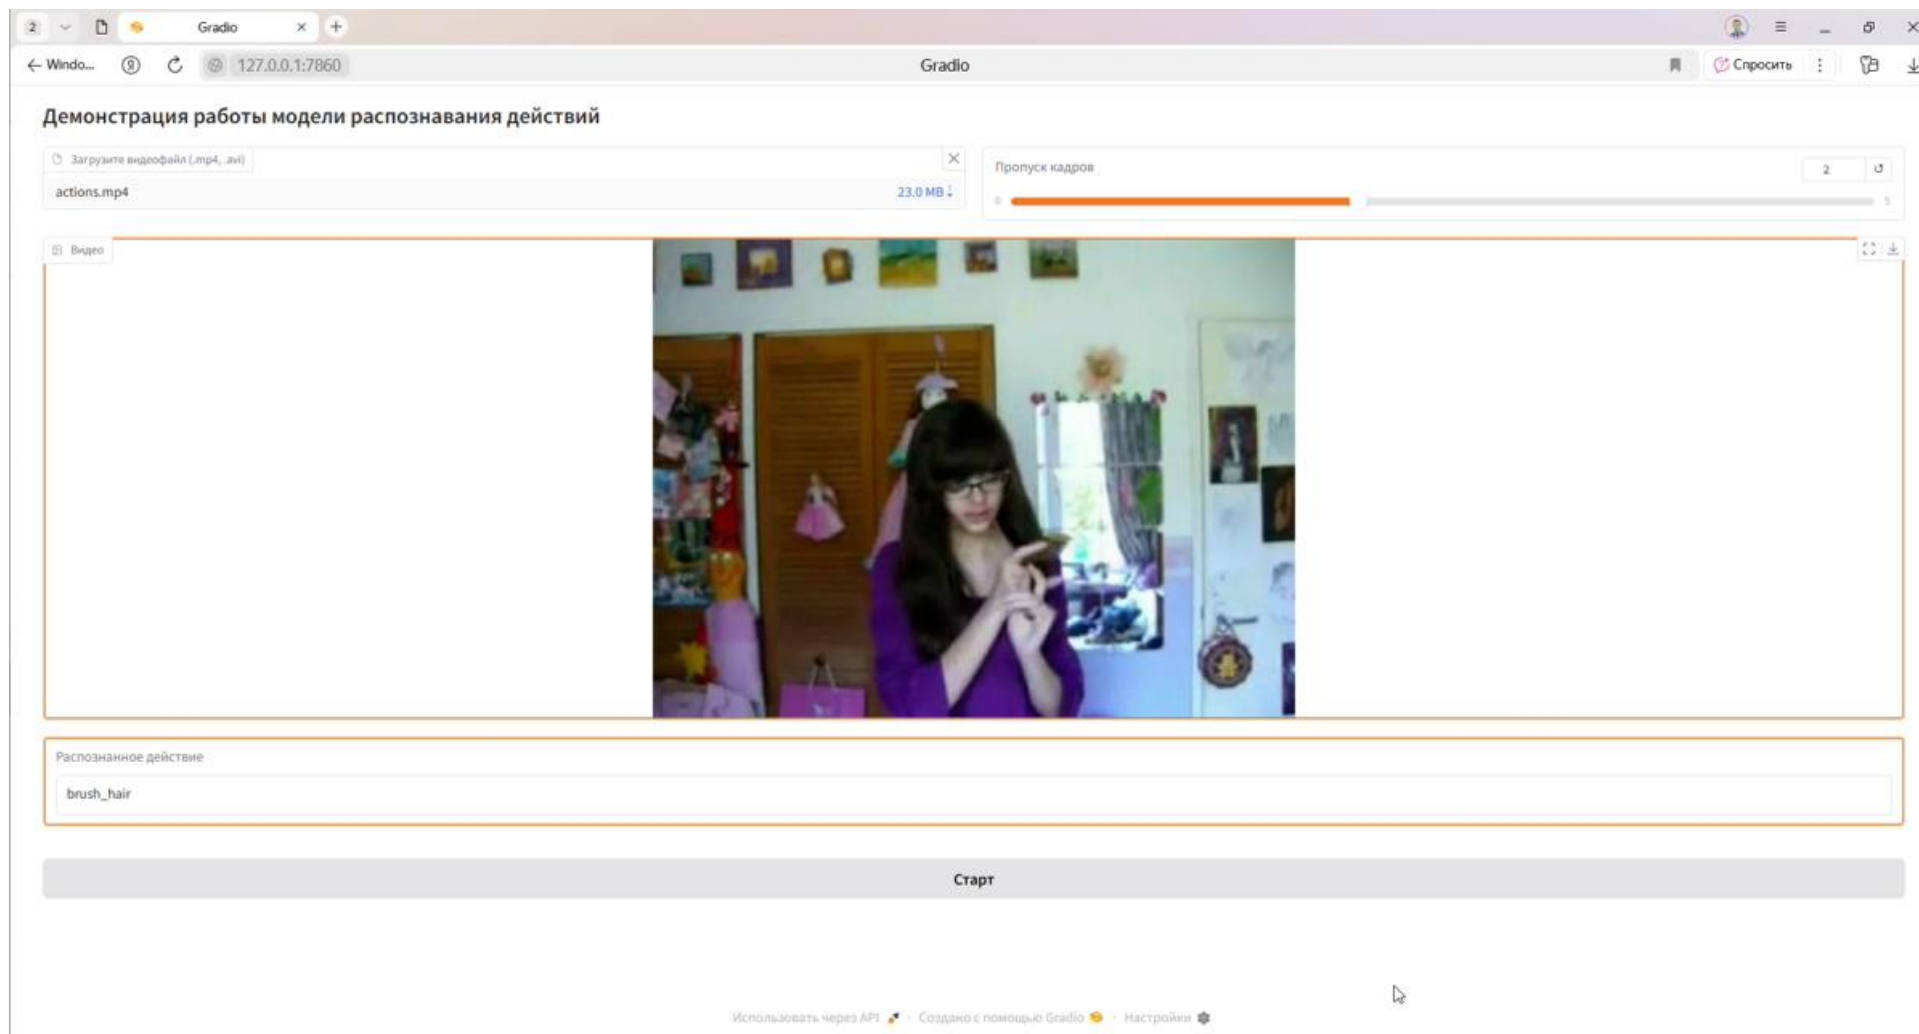 2 Gradio
Windo... 127.0.0.1:7860 Gradio Спросить
Демонстрация работы модели распознавания действий
Загрузите видеофайл (.mp4, .avi)
actions.mp4 23.0 MB ↓
Пропуск кадров 2
0 5
Видео
Распознанное действие
brush_hair
Старт
Использовать через API · Создано с помощью Gradio · Настройки